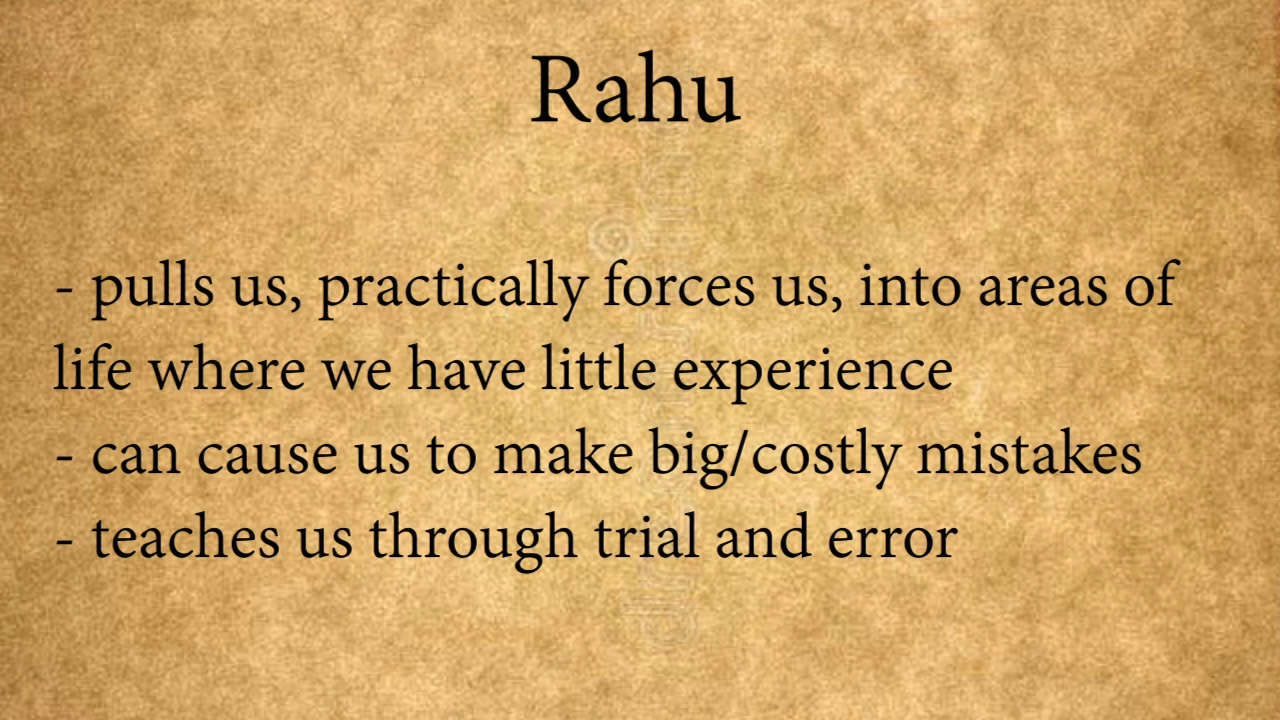 Rahu
- pulls us, practically forces us, into areas of
life where we have little experience
- can cause us to make big/costly mistakes
- teaches us through trial and error